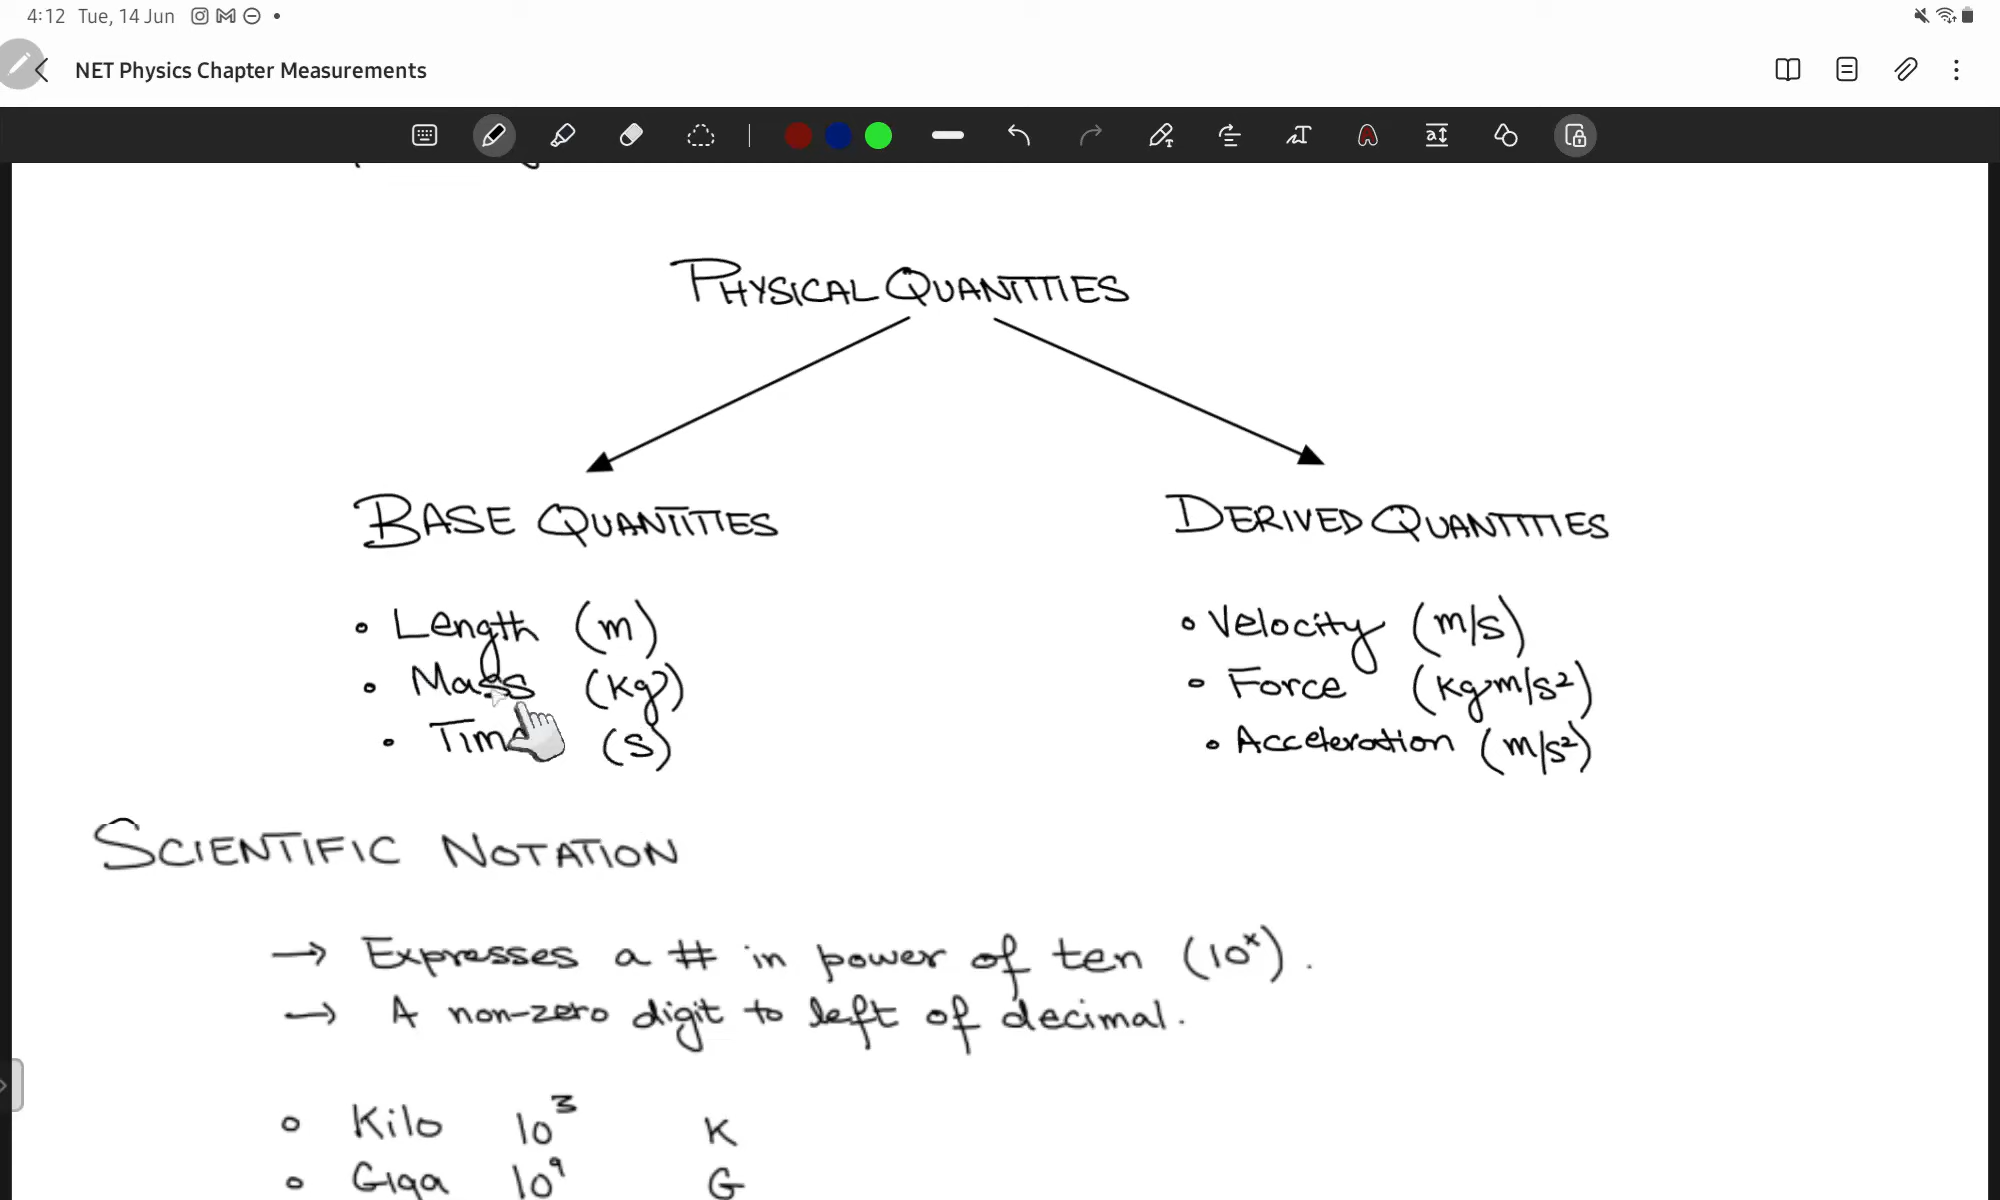 4:12 Tue, 14 Jun
NET Physics Chapter Measurements
PHYSICAL QUANTITIES
BASE QUANTITIES
DERIVED QUANTITIES
• Length (m)
• Velocity (m/s)
• Mass (kg)
• Force (kgm/s²)
• Time (s)
• Acceleration (m/s²)
SCIENTIFIC NOTATION
→ Expresses a # in power of ten (10ˣ).
→ A non-zero digit to left of decimal.
• Kilo 10³ K
• Giga 10⁹ G